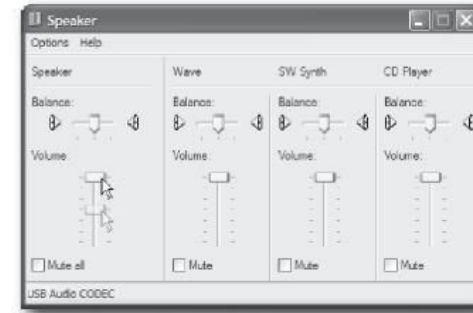 Speaker
Options Help
Speaker Wave SW Synth CD Player
Balance: Balance: Balance: Balance:
Volume: Volume: Volume: Volume:
Mute all Mute Mute Mute
USB Audio CODEC